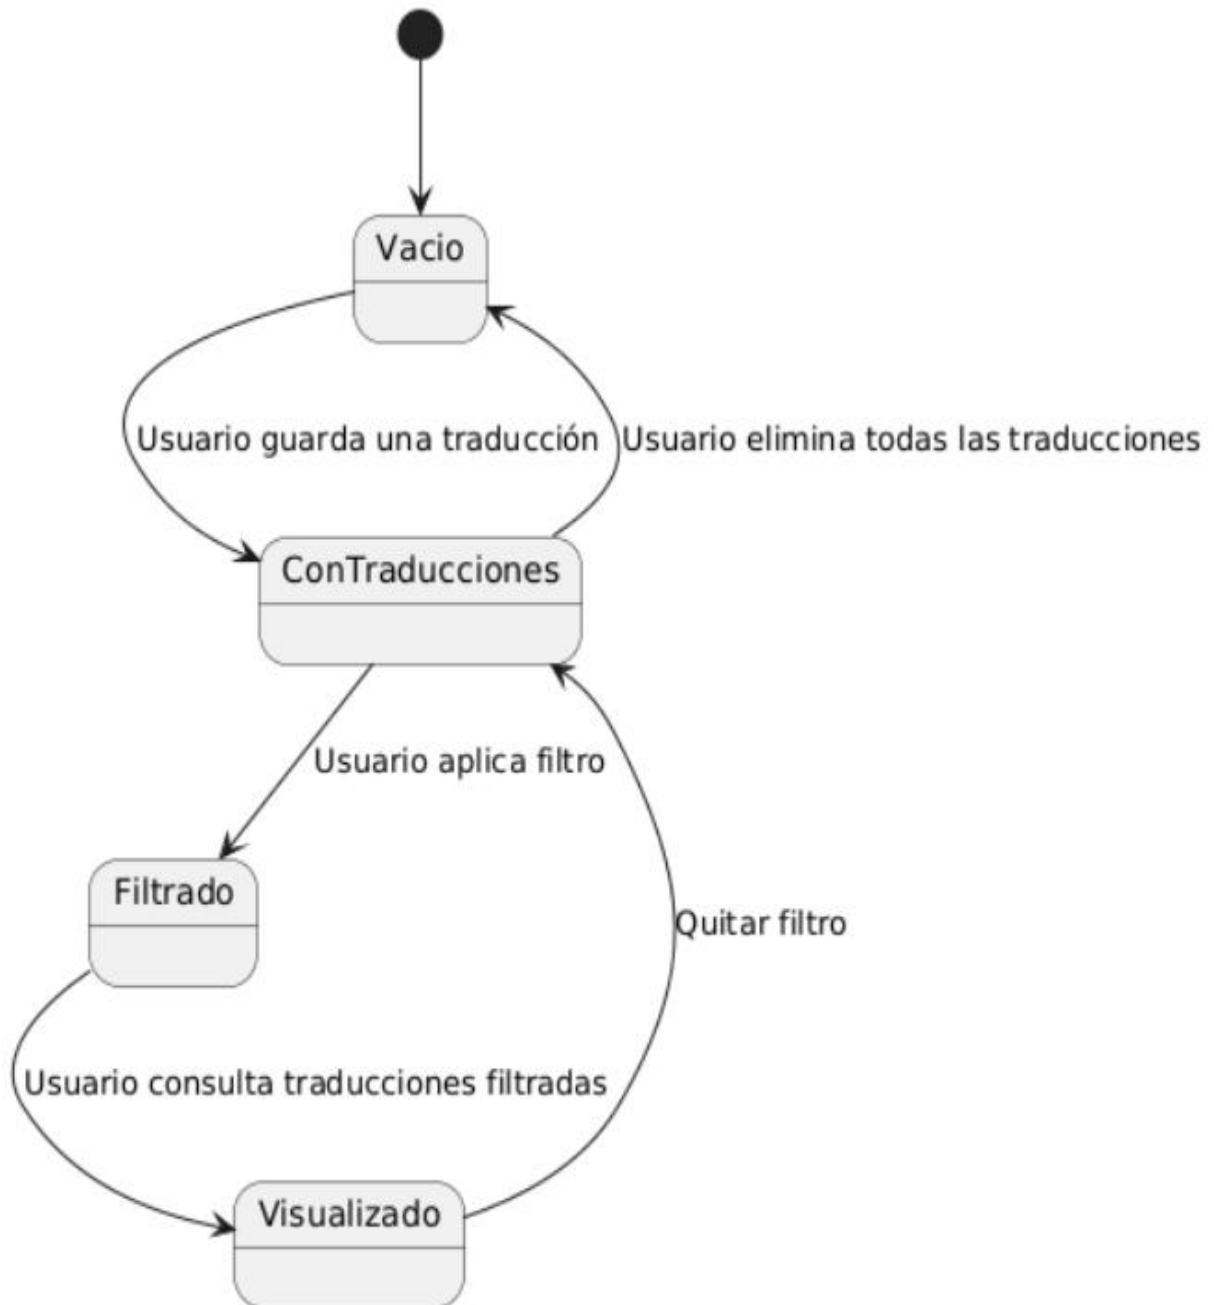 Vacio
Usuario guarda una traducción
Usuario elimina todas las traducciones
ConTraducciones
Usuario aplica filtro
Filtrado
Quitar filtro
Usuario consulta traducciones filtradas
Visualizado